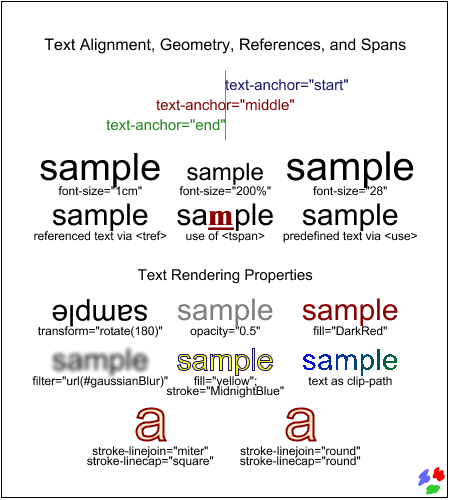 Text Alignment, Geometry, References, and Spans
text-anchor="start"
text-anchor="middle"
text-anchor="end"
sample sample sample
font-size="1cm" font-size="200%" font-size="28"
sample sample sample
referenced text via <tref> use of <tspan> predefined text via <use>
Text Rendering Properties
sample sample sample
transform="rotate(180)" opacity="0.5" fill="DarkRed"
sample sample sample
filter="url(#gaussianBlur)" fill="yellow"; text as clip-path
stroke="MidnightBlue"
a a
stroke-linejoin="miter" stroke-linejoin="round"
stroke-linecap="square" stroke-linecap="round"